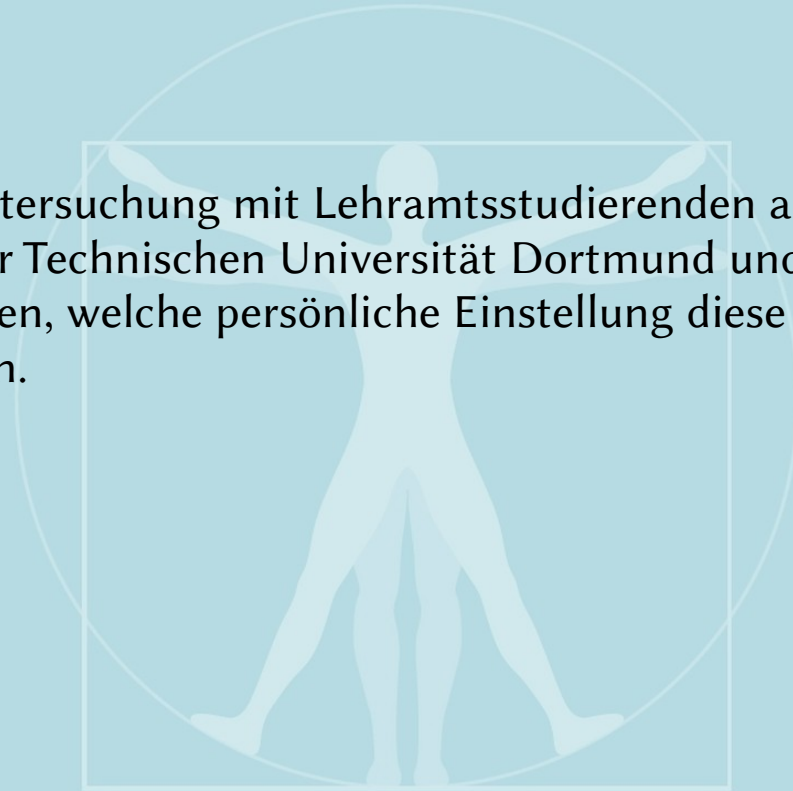 tersuchung mit Lehramtsstudierenden a
r Technischen Universität Dortmund und
en, welche persönliche Einstellung diese
n.